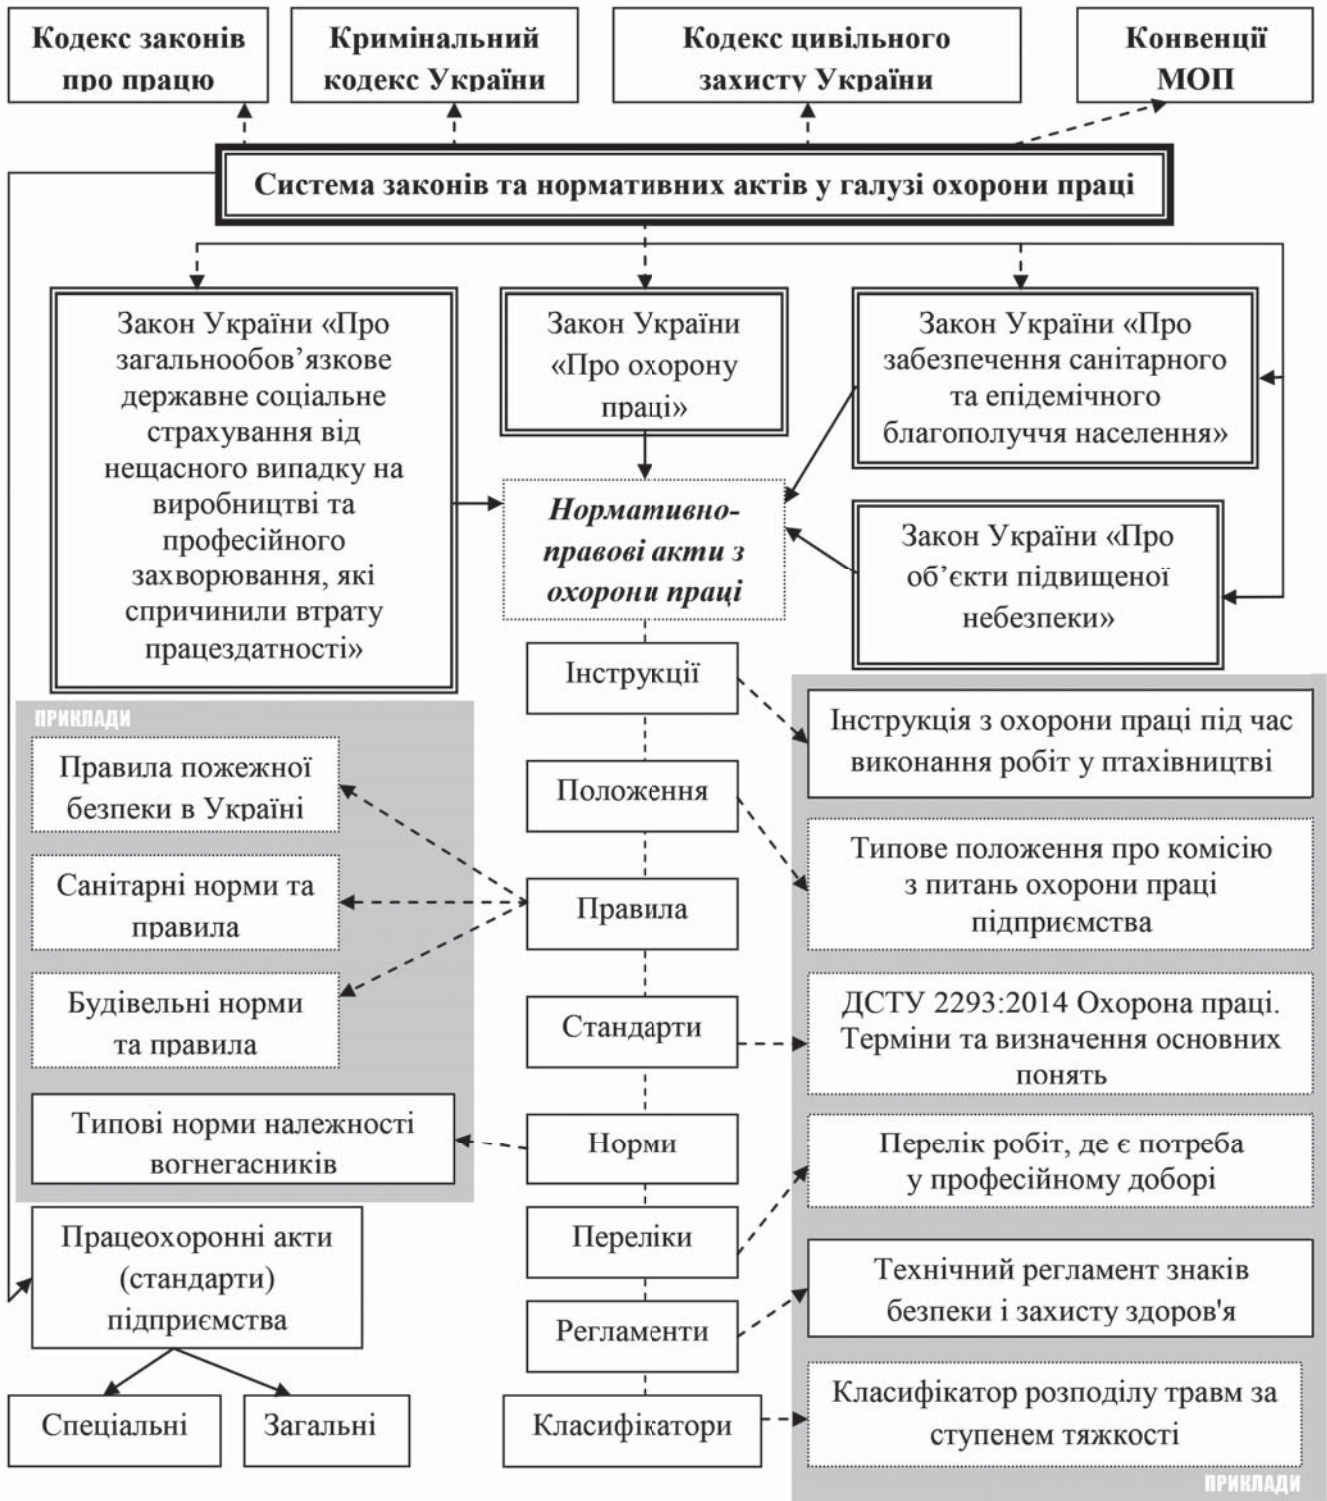 Кодекс законів
про працю
Кримінальний
кодекс України
Кодекс цивільного
захисту України
Конвенції
МОП
Система законів та нормативних актів у галузі охорони праці
Закон України «Про
загальнообов’язкове
державне соціальне
страхування від
нещасного випадку на
виробництві та
професійного
захворювання, які
спричинили втрату
працездатності»
Закон України
«Про охорону
праці»
Закон України «Про
забезпечення санітарного
та епідемічного
благополуччя населення»
Нормативно-
правові акти з
охорони праці
Закон України «Про
об’єкти підвищеної
небезпеки»
Інструкції
Положення
Правила
Стандарти
Норми
Переліки
Регламенти
Класифікатори
ПРИКЛАДИ
Правила пожежної
безпеки в Україні
Санітарні норми та
правила
Будівельні норми
та правила
Типові норми належності
вогнегасників
Працеохоронні акти
(стандарти)
підприємства
Спеціальні
Загальні
Інструкція з охорони праці під час
виконання робіт у птахівництві
Типове положення про комісію
з питань охорони праці
підприємства
ДСТУ 2293:2014 Охорона праці.
Терміни та визначення основних
понять
Перелік робіт, де є потреба
у професійному доборі
Технічний регламент знаків
безпеки і захисту здоров'я
Класифікатор розподілу травм за
ступенем тяжкості
ПРИКЛАДИ